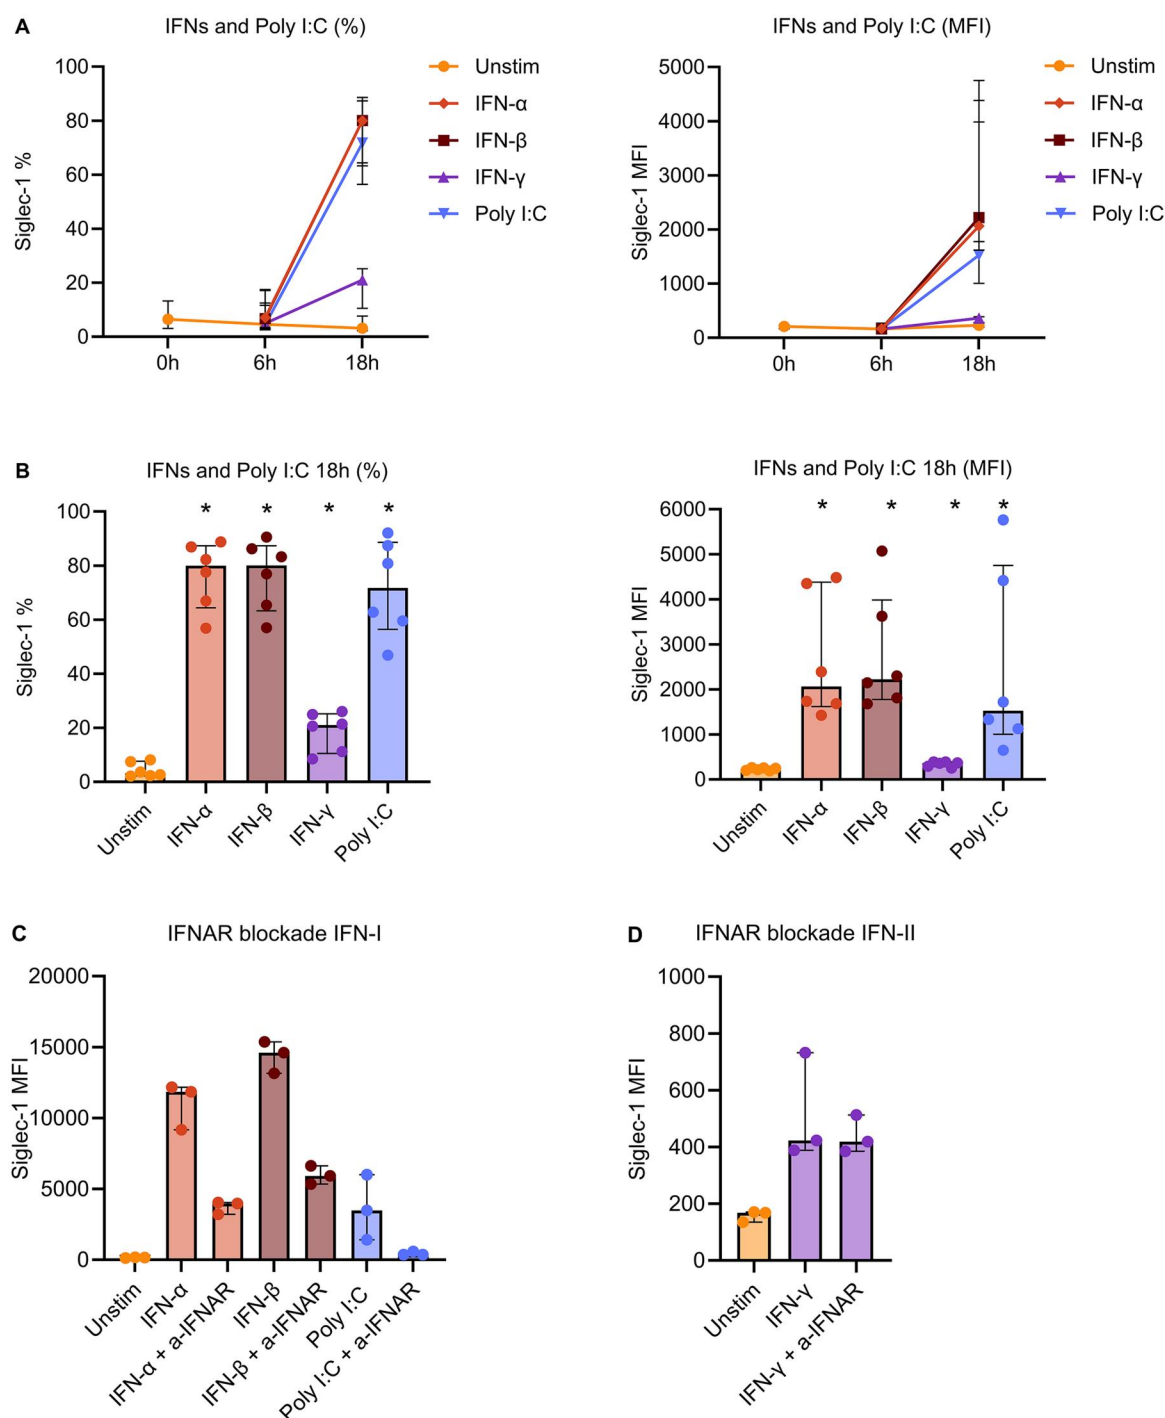 A
IFNs and Poly I:C (%)
Siglec-1 %
100
80
60
40
20
0
0h
6h
18h
Unstim
IFN-α
IFN-β
IFN-γ
Poly I:C
IFNs and Poly I:C (MFI)
Siglec-1 MFI
5000
4000
3000
2000
1000
0
0h
6h
18h
Unstim
IFN-α
IFN-β
IFN-γ
Poly I:C
B
IFNs and Poly I:C 18h (%)
Siglec-1 %
100
80
60
40
20
0
* * * *
Unstim
IFN-α
IFN-β
IFN-γ
Poly I:C
IFNs and Poly I:C 18h (MFI)
Siglec-1 MFI
6000
5000
4000
3000
2000
1000
0
* * * *
Unstim
IFN-α
IFN-β
IFN-γ
Poly I:C
C
IFNAR blockade IFN-I
Siglec-1 MFI
20000
15000
10000
5000
0
Unstim
IFN-α
IFN-α + a-IFNAR
IFN-β
IFN-β + a-IFNAR
Poly I:C
Poly I:C + a-IFNAR
D
IFNAR blockade IFN-II
Siglec-1 MFI
1000
800
600
400
200
0
Unstim
IFN-γ
IFN-γ + a-IFNAR